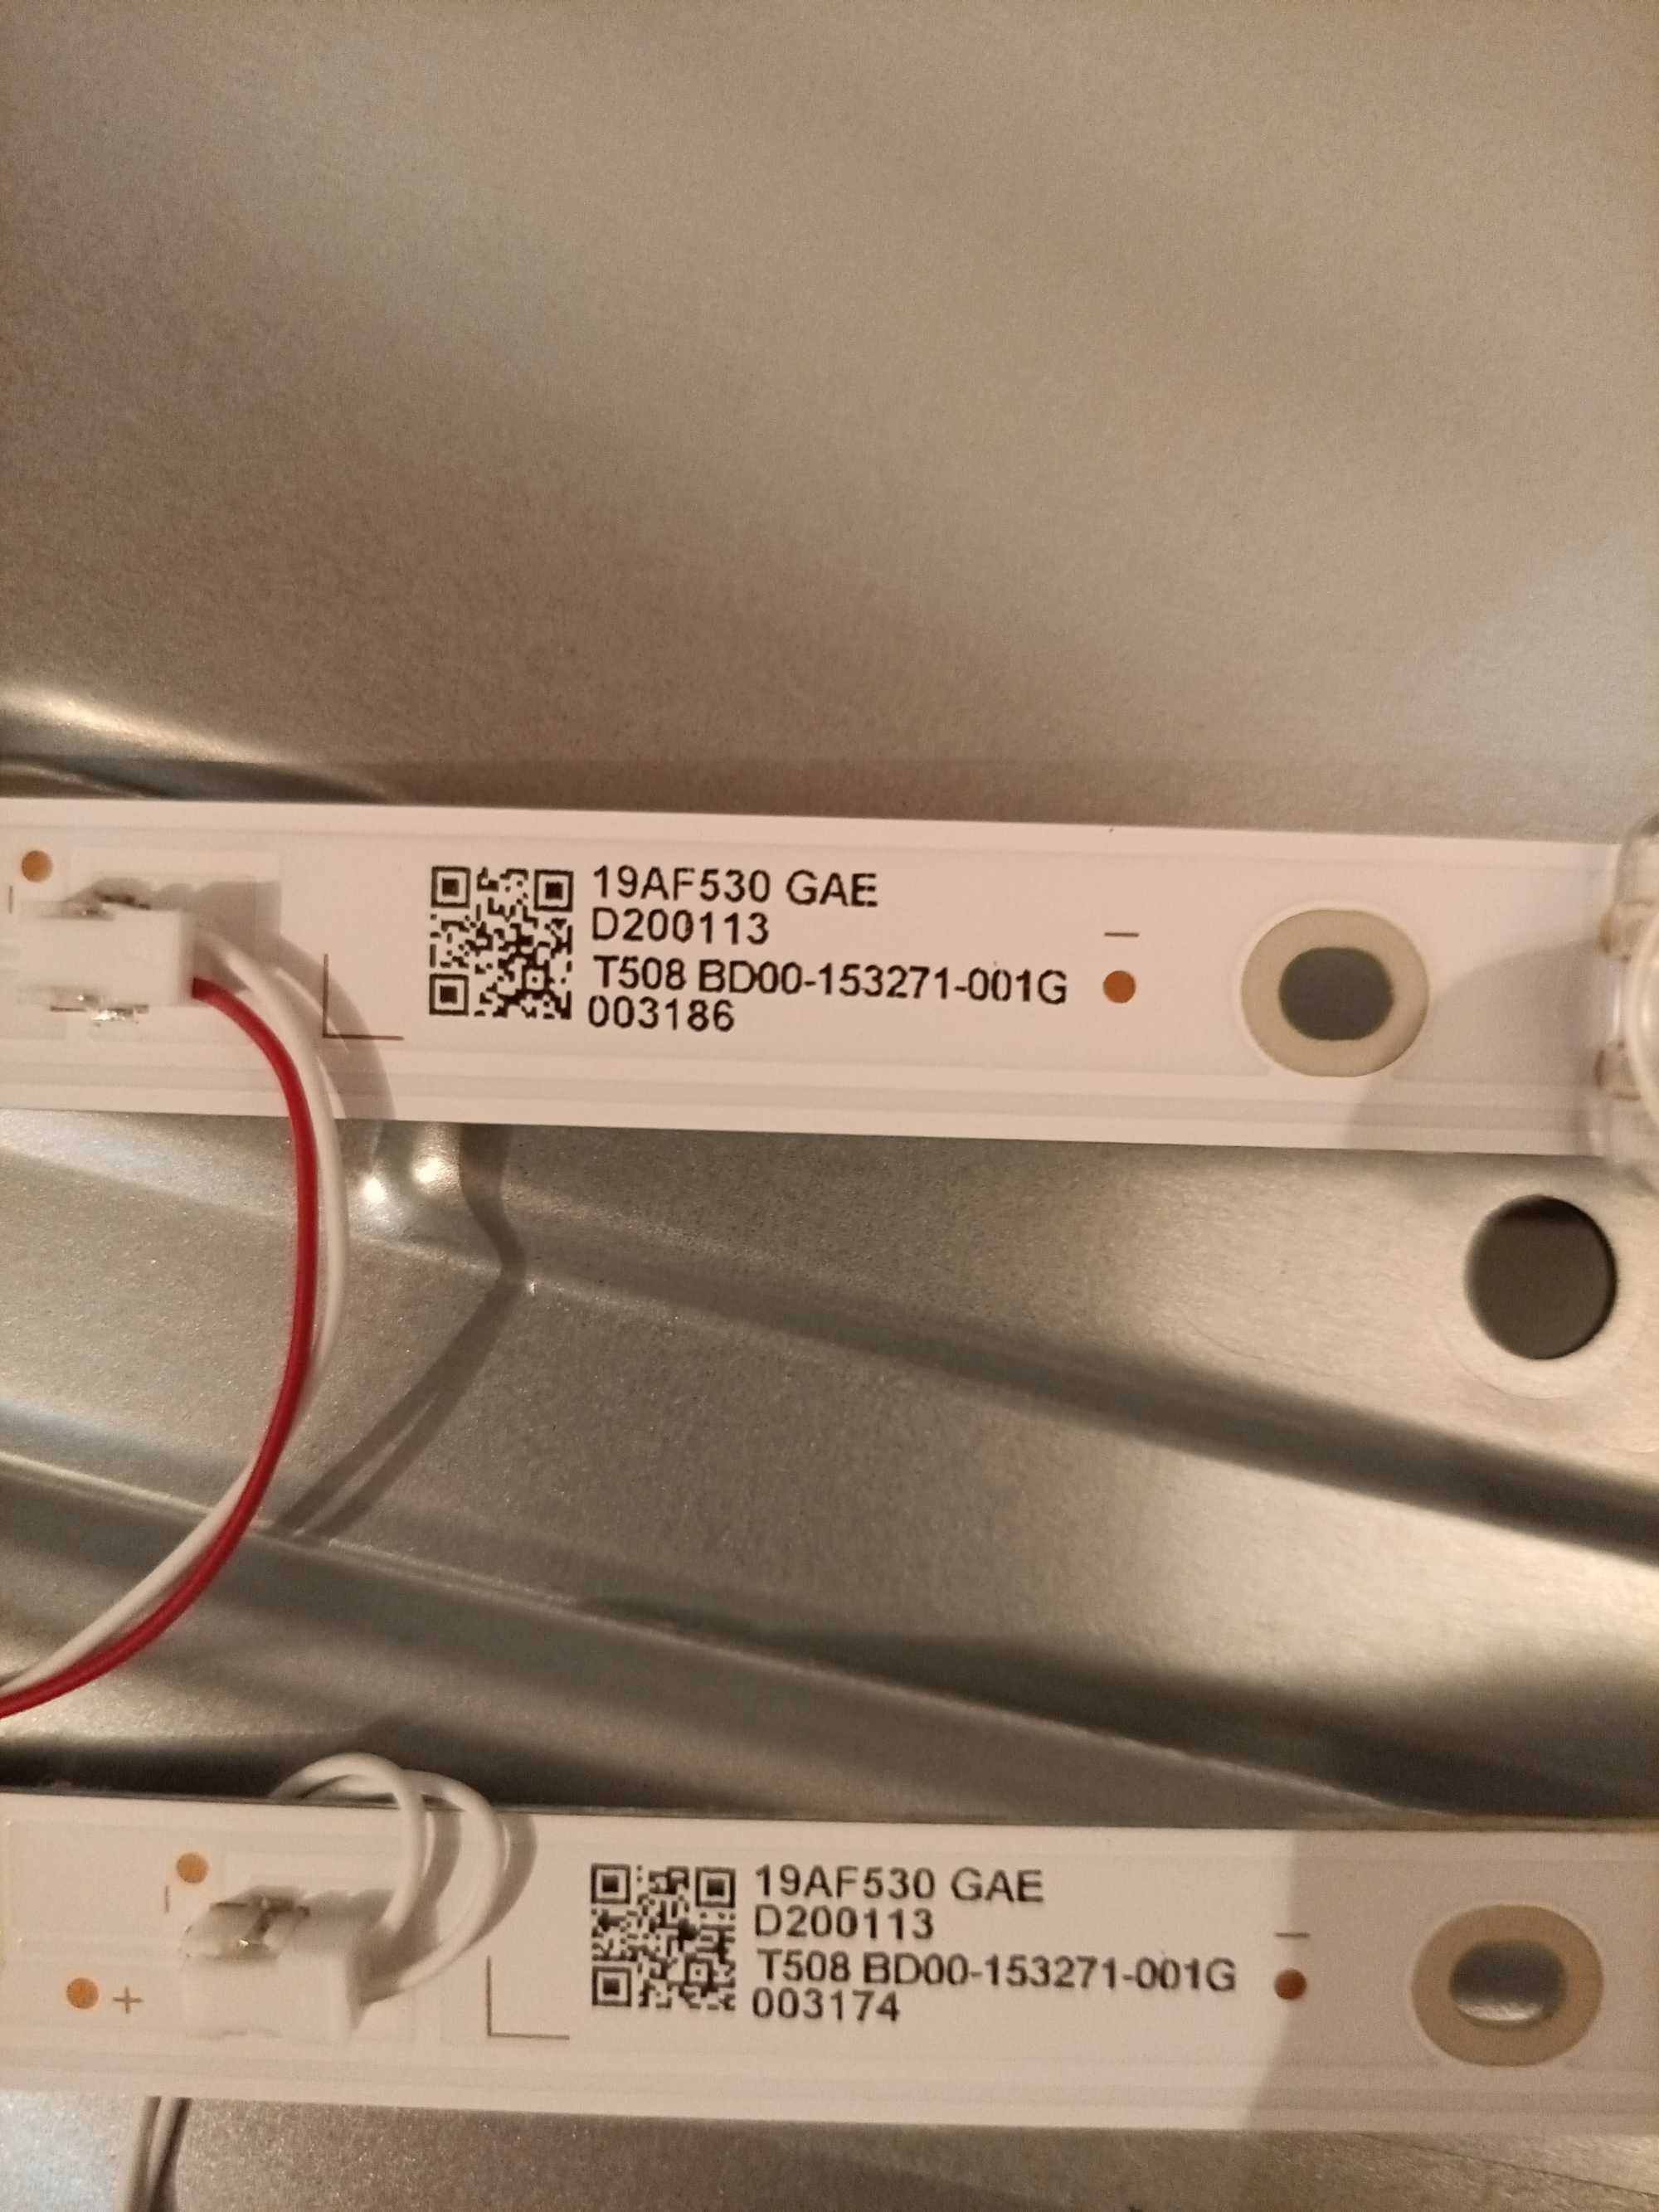 19AF530 GAE
D200113
T508 BD00-153271-001G
003186
19AF530 GAE
D200113
T508 BD00-153271-001G
003174
+